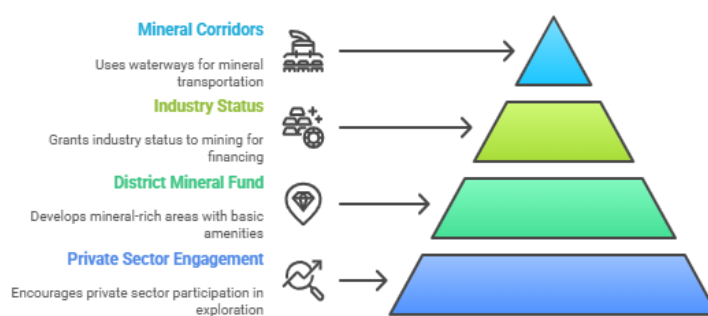 Mineral Corridors
Uses waterways for mineral
transportation
Industry Status
Grants industry status to mining for
financing
District Mineral Fund
Develops mineral-rich areas with basic
amenities
Private Sector Engagement
Encourages private sector participation in
exploration